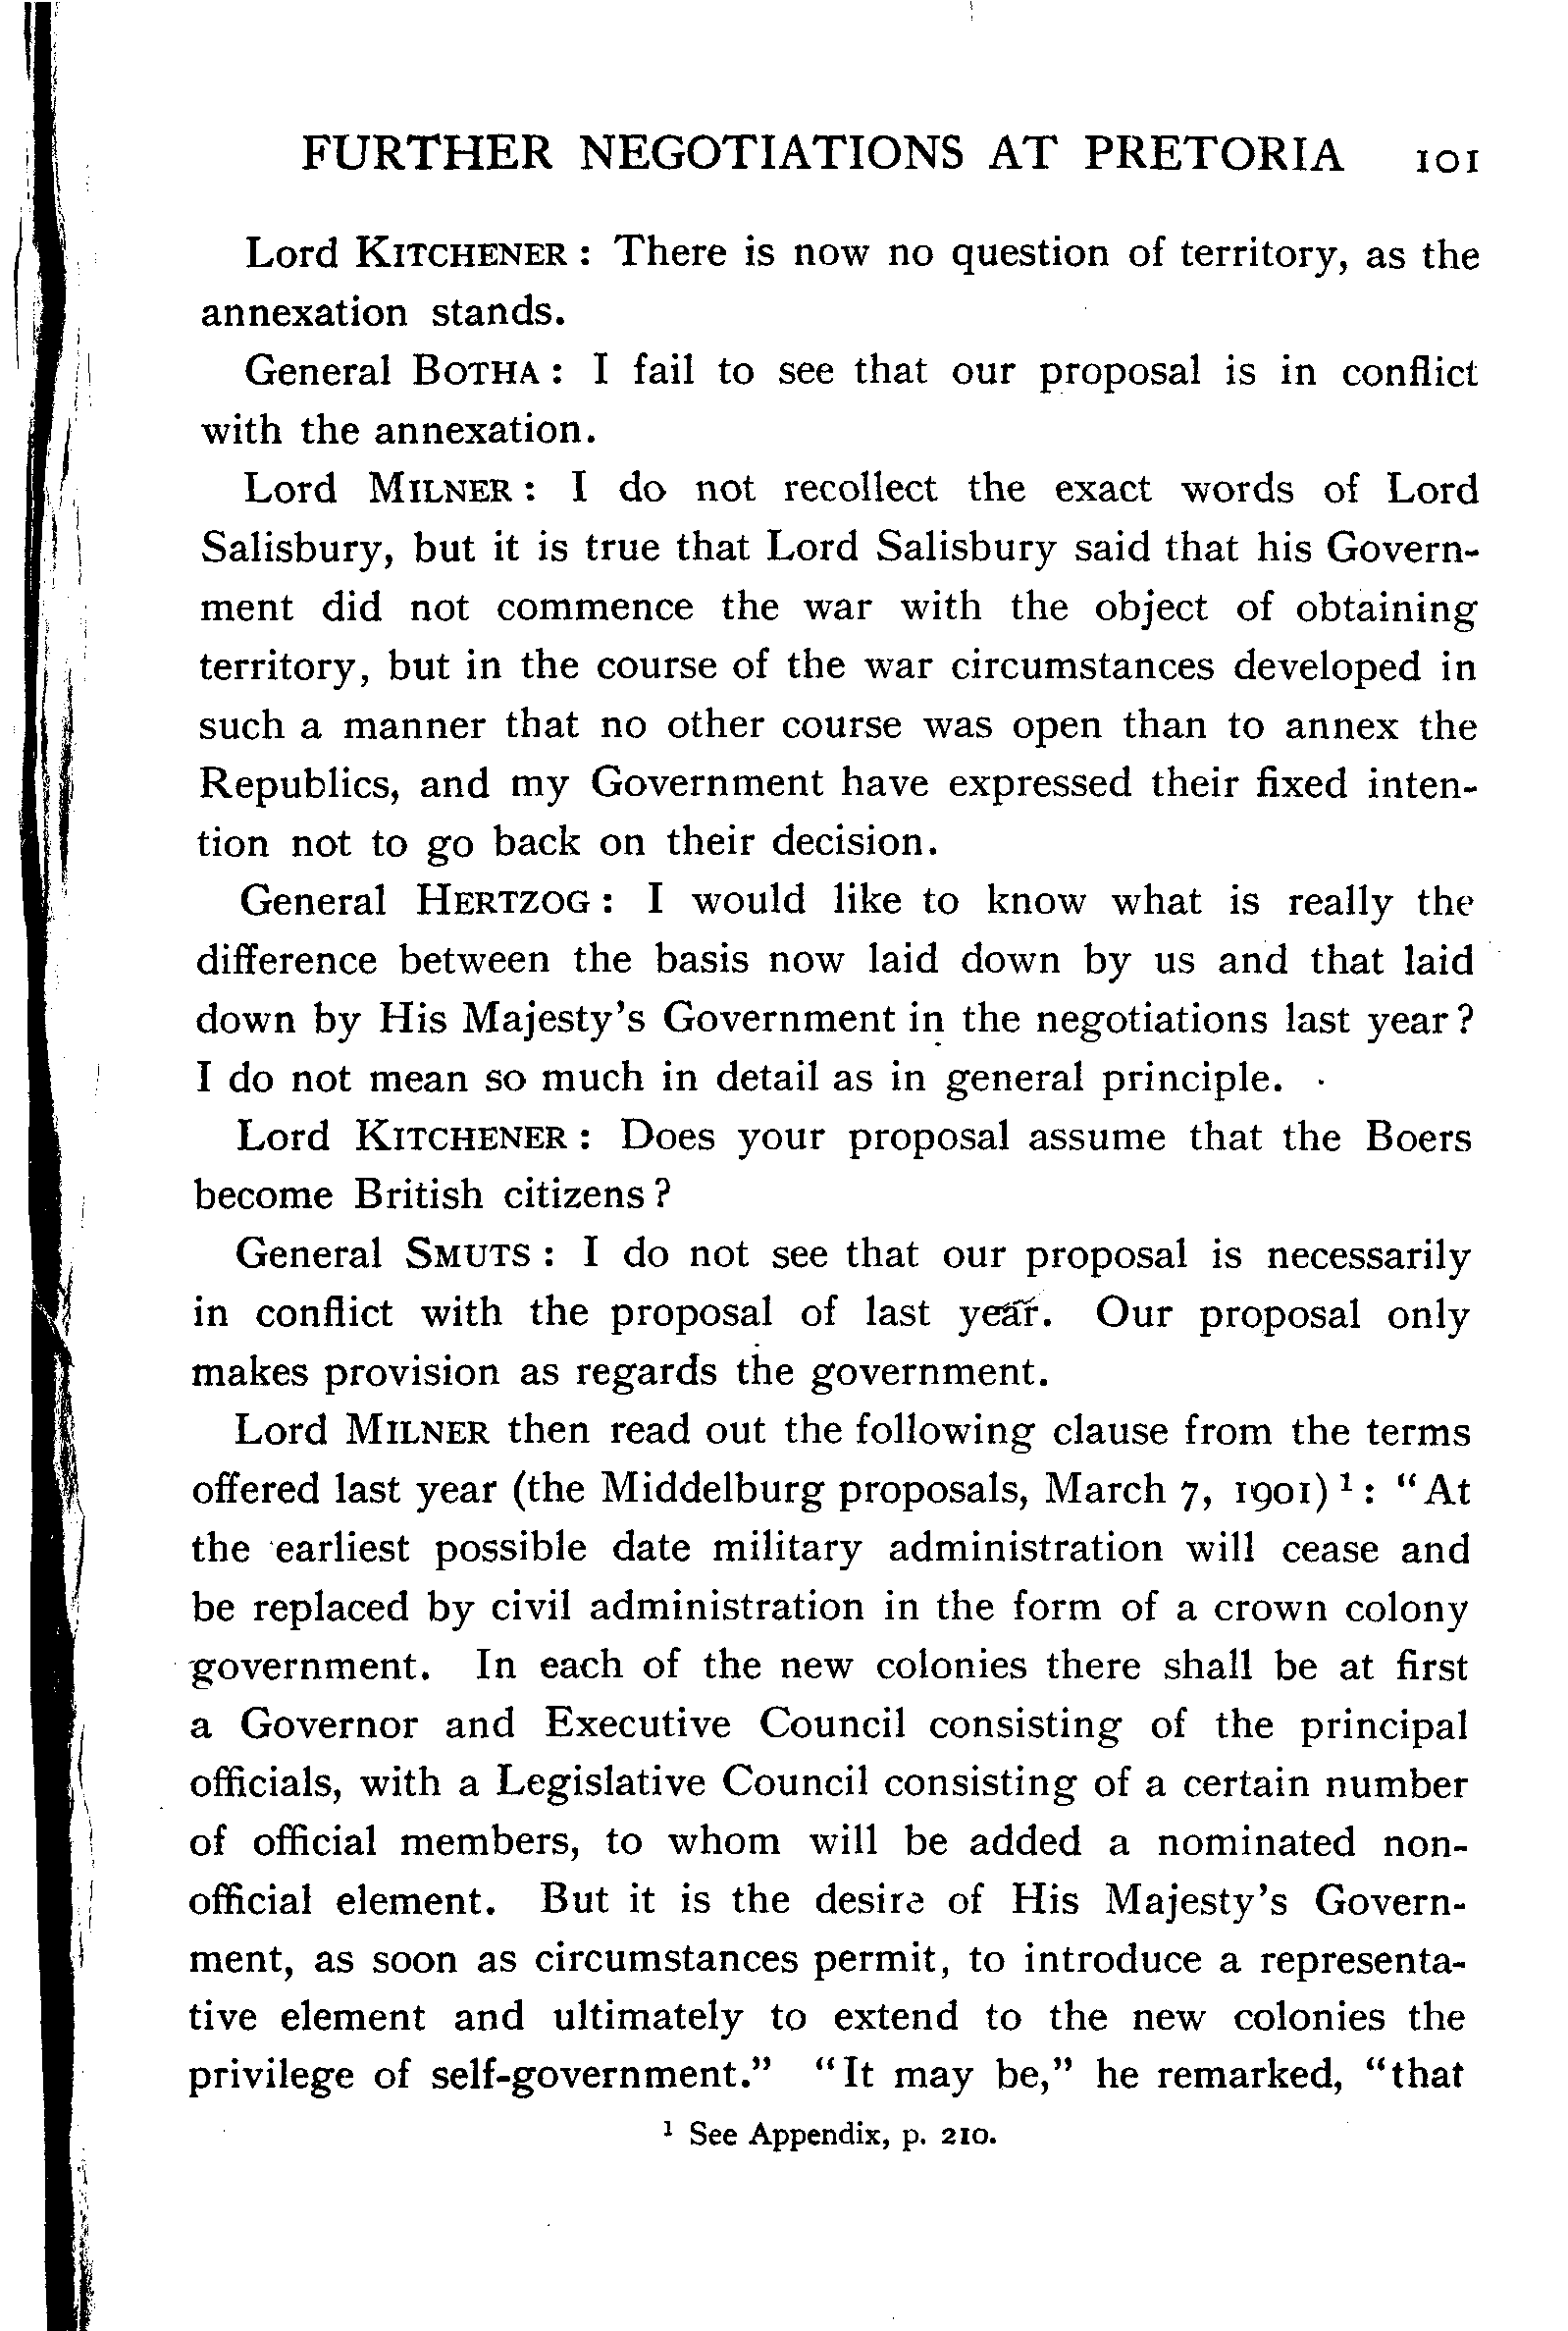 FURTHER NEGOTIATIONS AT PRETORIA 101
Lord KITCHENER : There is now no question of territory, as the
annexation stands.
General BOTHA : I fail to see that our proposal is in conflict
with the annexation.
Lord MILNER : I do not recollect the exact words of Lord
Salisbury, but it is true that Lord Salisbury said that his Govern-
ment did not commence the war with the object of obtaining
territory, but in the course of the war circumstances developed in
such a manner that no other course was open than to annex the
Republics, and my Government have expressed their fixed inten-
tion not to go back on their decision.
General HERTZOG : I would like to know what is really the
difference between the basis now laid down by us and that laid
down by His Majesty's Government in the negotiations last year ?
I do not mean so much in detail as in general principle.
Lord KITCHENER : Does your proposal assume that the Boers
become British citizens ?
General SMUTS : I do not see that our proposal is necessarily
in conflict with the proposal of last year. Our proposal only
makes provision as regards the government.
Lord MILNER then read out the following clause from the terms
offered last year (the Middelburg proposals, March 7, 1901) ¹ : "At
the earliest possible date military administration will cease and
be replaced by civil administration in the form of a crown colony
government. In each of the new colonies there shall be at first
a Governor and Executive Council consisting of the principal
officials, with a Legislative Council consisting of a certain number
of official members, to whom will be added a nominated non-
official element. But it is the desire of His Majesty's Govern-
ment, as soon as circumstances permit, to introduce a representa-
tive element and ultimately to extend to the new colonies the
privilege of self-government." "It may be," he remarked, "that
¹ See Appendix, p. 210.